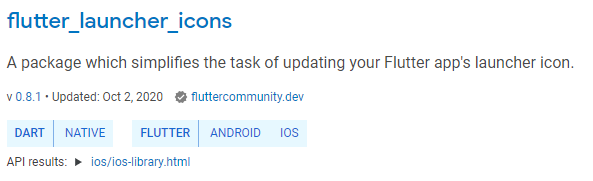 flutter_launcher_icons
A package which simplifies the task of updating your Flutter app's launcher icon.
v 0.8.1 • Updated: Oct 2, 2020 fluttercommunity.dev
DART NATIVE FLUTTER ANDROID IOS
API results: ▶ ios/ios-library.html